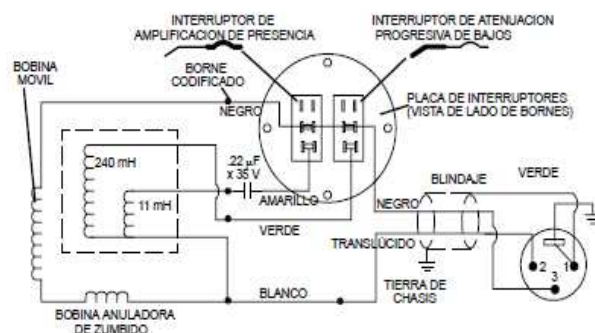 INTERRUPTOR DE
AMPLIFICACION DE PRESENCIA
INTERRUPTOR DE ATENUACION
PROGRESIVA DE BAJOS
BOBINA
MOVIL
BORNE
CODIFICADO
NEGRO
PLACA DE INTERRUPTORES
(VISTA DE LADO DE BORNES)
240 mH
11 mH
.22 µF
x 35 V
AMARILLO
VERDE
BLINDAJE
VERDE
NEGRO
TRANSLÚCIDO
TIERRA DE
CHASIS
2
1
3
BLANCO
BOBINA ANULADORA
DE ZUMBIDO